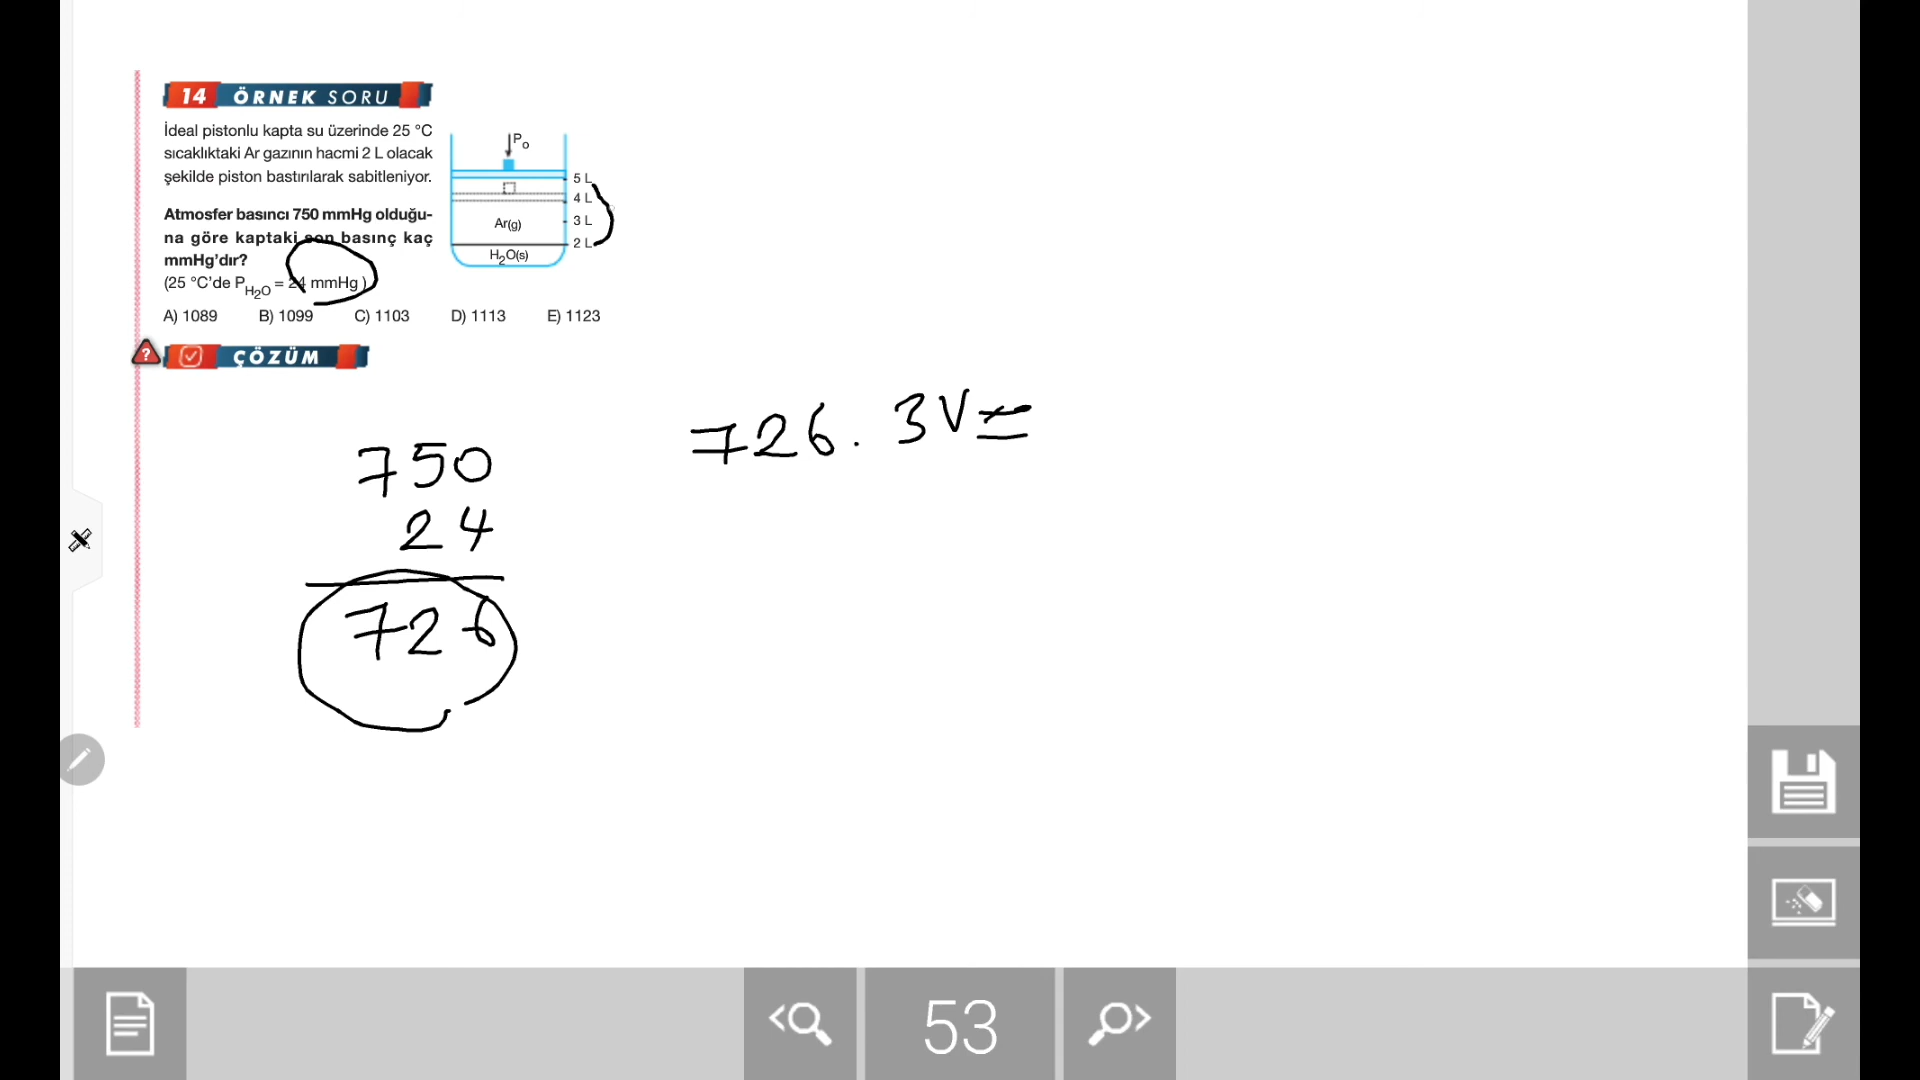 14 ÖRNEK SORU
İdeal pistonlu kapta su üzerinde 25 °C
sıcaklıktaki Ar gazının hacmi 2 L olacak
şekilde piston bastırılarak sabitleniyor.
Atmosfer basıncı 750 mmHg olduğu-
na göre kaptaki son basınç kaç
mmHg'dır?
(25 °C'de PH2O = 24 mmHg)
Po
5 L
4 L
3 L
2 L
Ar(g)
H2O(s)
A) 1089 B) 1099 C) 1103 D) 1113 E) 1123
? ÇÖZÜM
750
24
726
726. 3V=
53